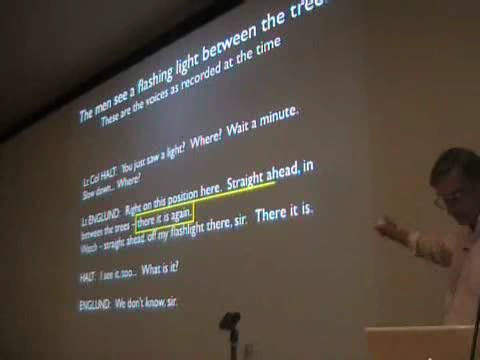 The men see a flashing light between the trees.
These are the voices as recorded at the time
Lt Col HALT: You just saw a light? Where? Wait a minute.
Slow down... Where?
Lt ENGLUND: Right on this position here. Straight ahead, in
between the trees – there it is again.
Watch – straight ahead off my flashlight there, sir. There it is.
HALT: I see it, too... What is it?
ENGLUND: We don't know, sir.